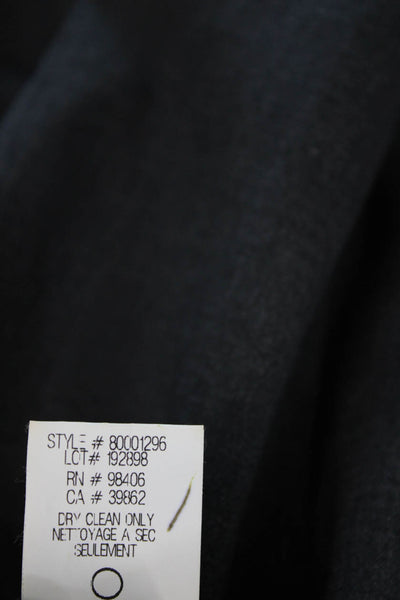 STYLE # 80001296
LOT# 192898
RN # 98406
CA # 39862
DRY CLEAN ONLY
NETTOYAGE A SEC
SEULEMENT